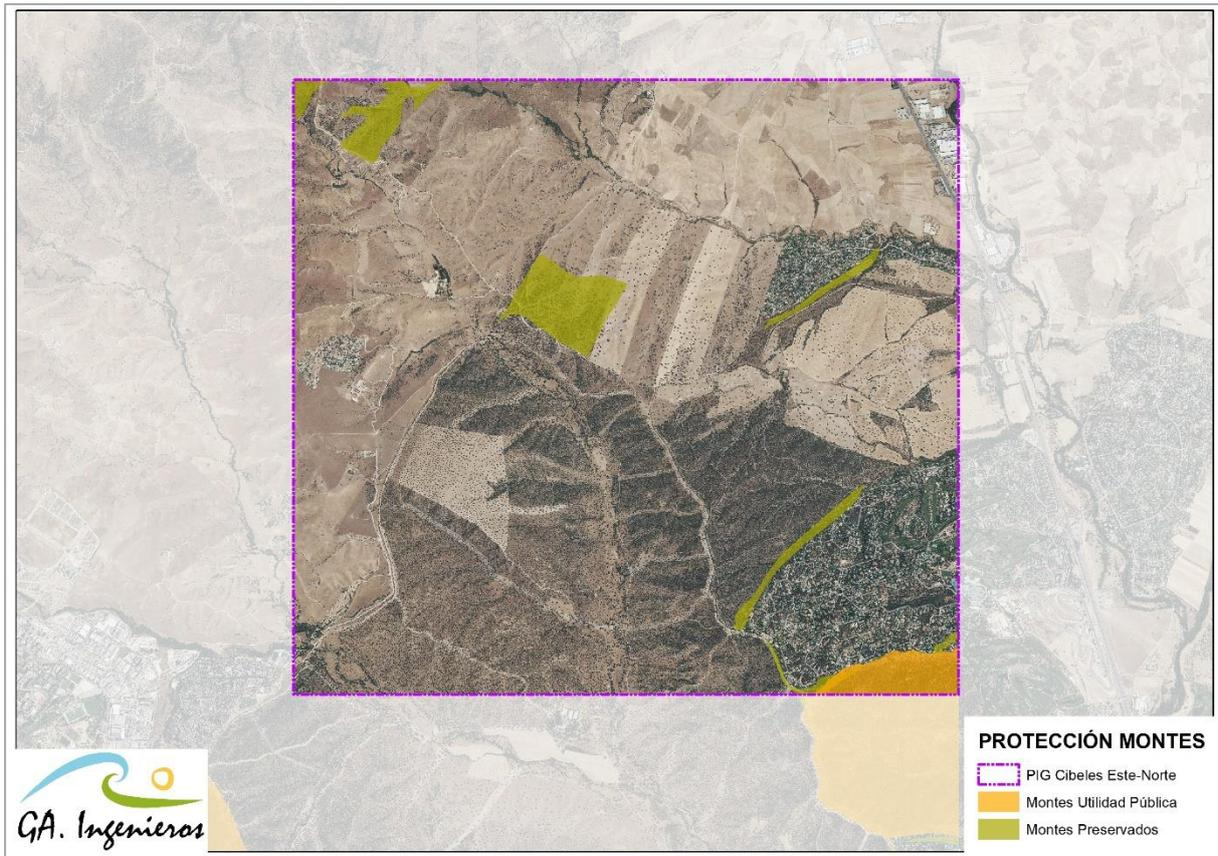 PROTECCIÓN MONTES
PIG Cibeles Este-Norte
Montes Utilidad Pública
Montes Preservados
GA. Ingenieros